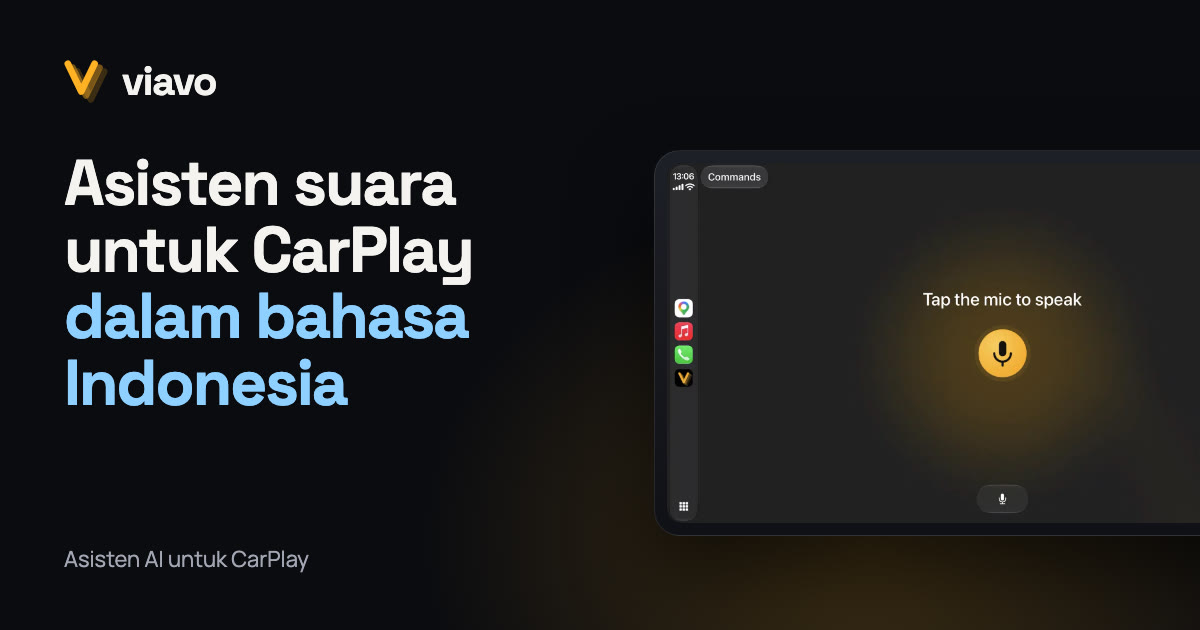 viavo
Asisten suara
untuk CarPlay
dalam bahasa
Indonesia
Asisten AI untuk CarPlay
13:06
Commands
Tap the mic to speak